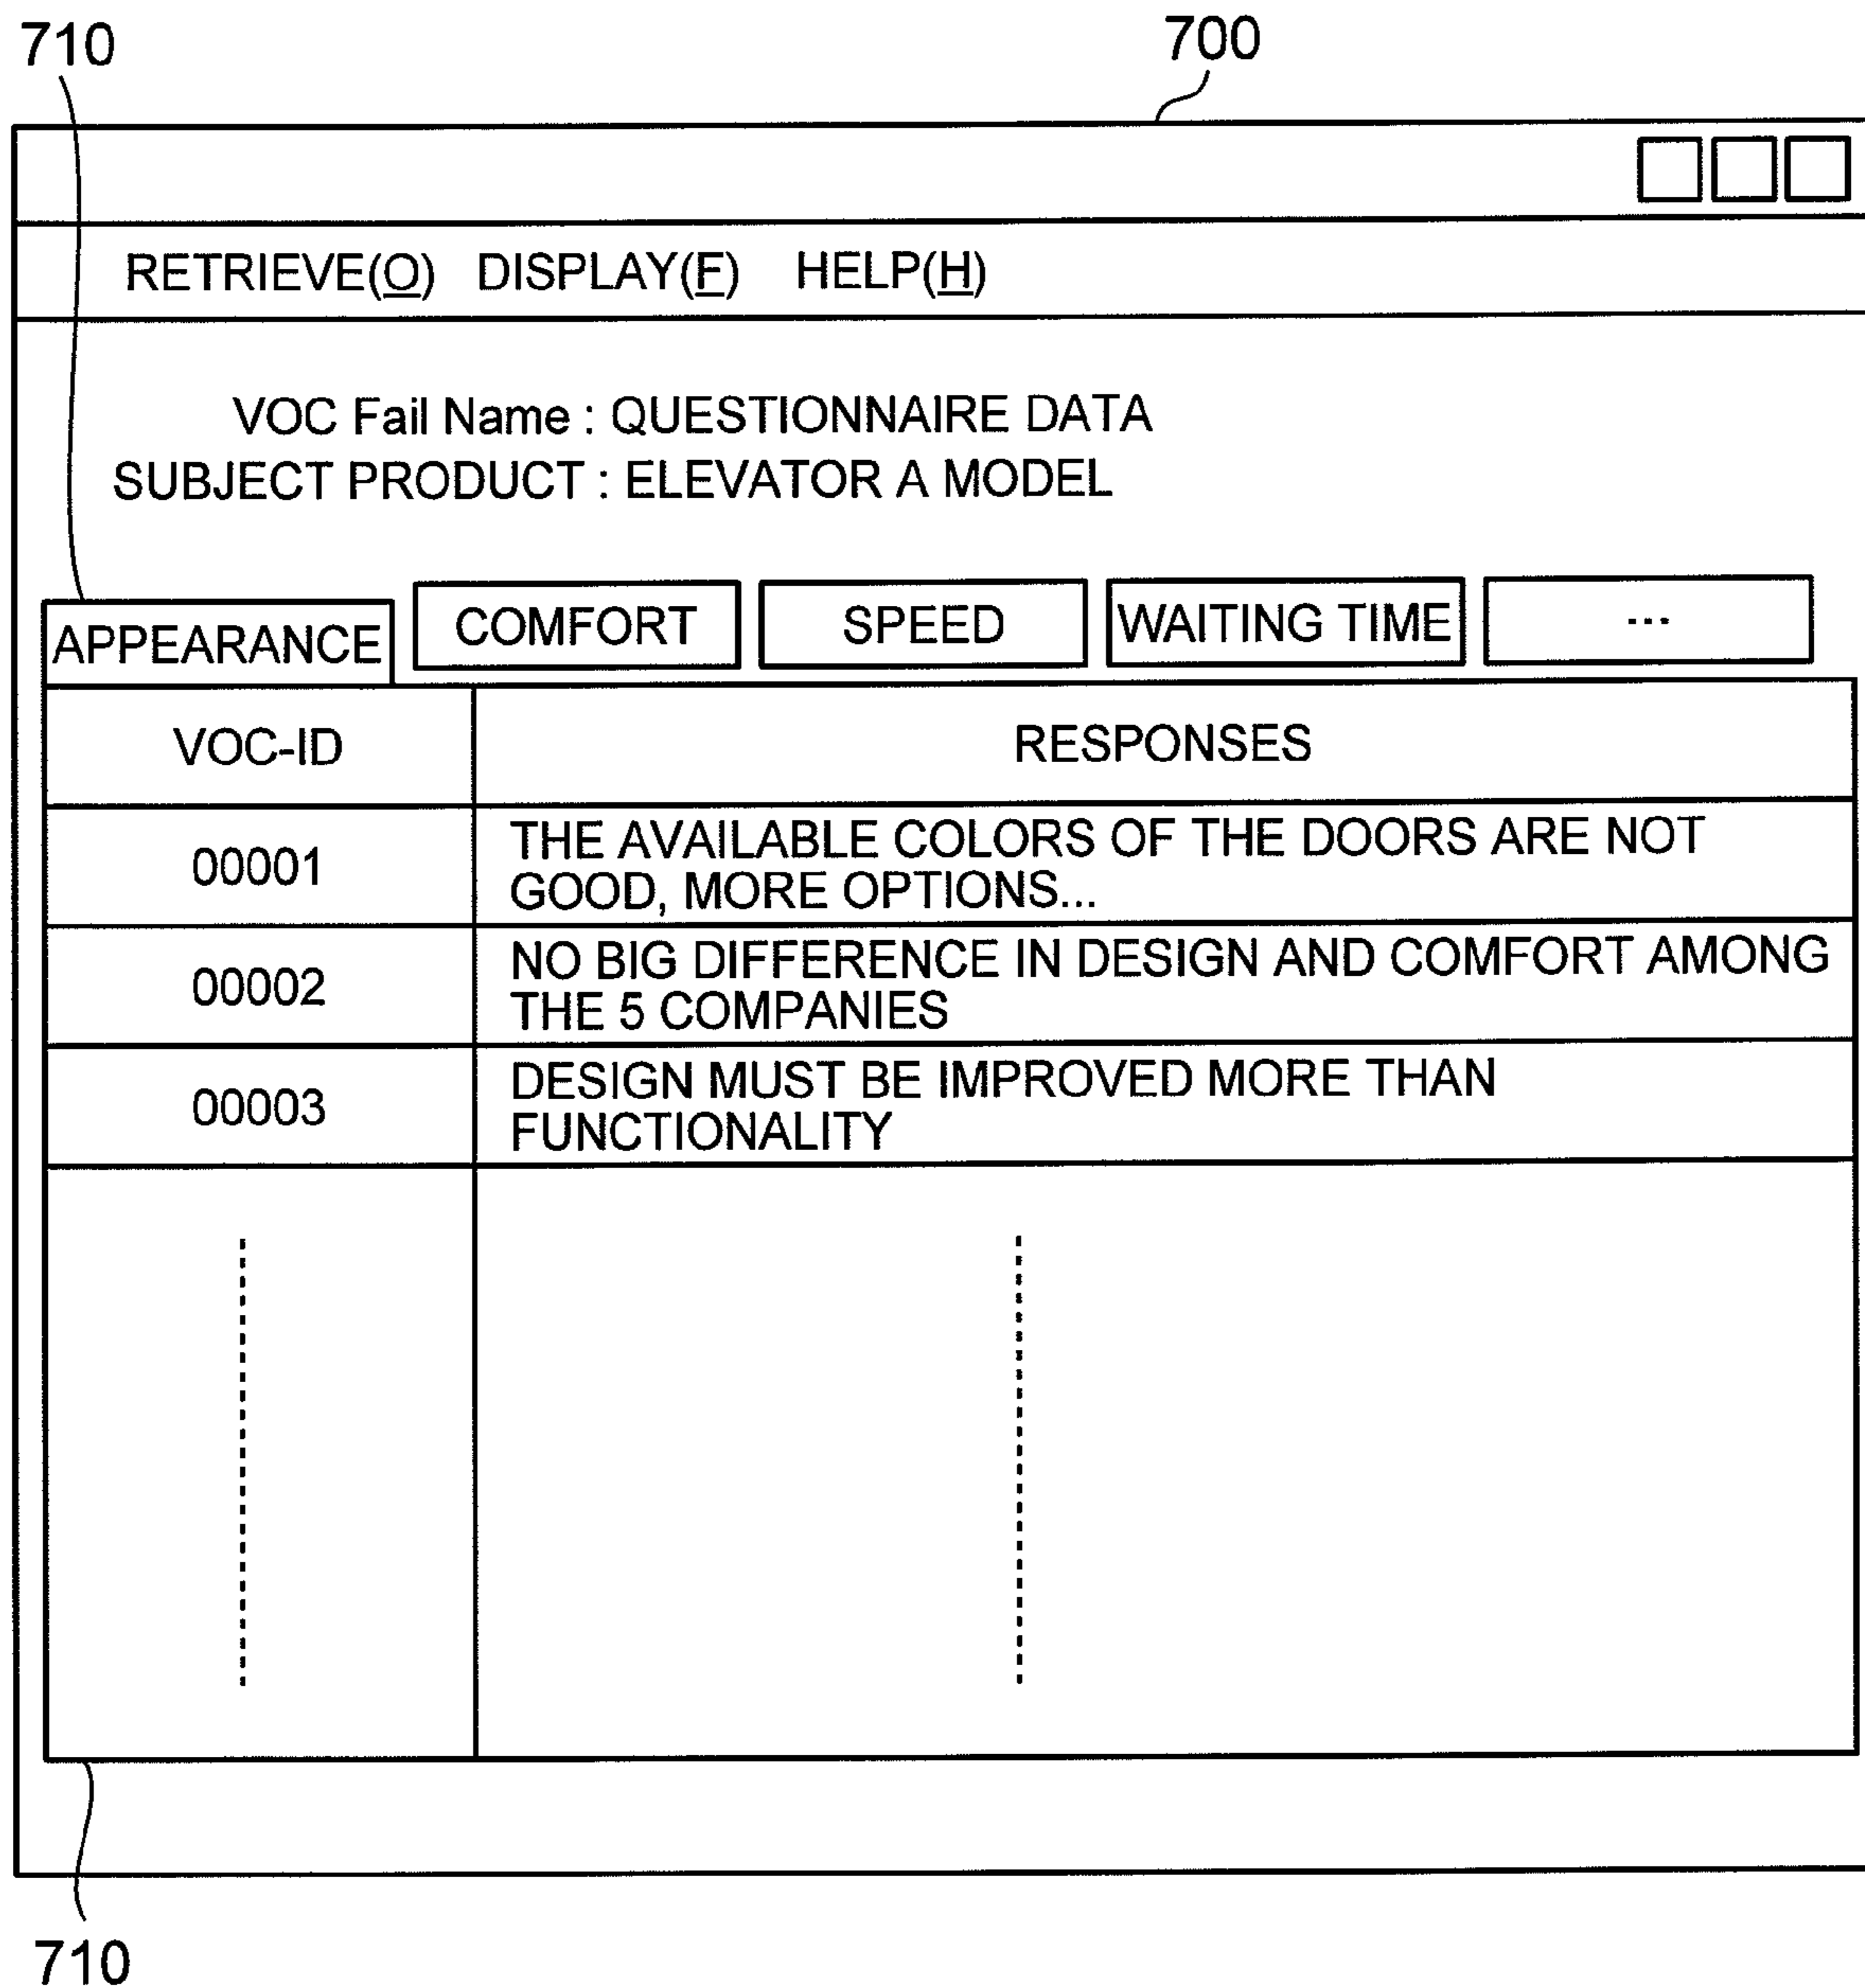 710
700
RETRIEVE(O) DISPLAY(F) HELP(H)
VOC Fail Name : QUESTIONNAIRE DATA
SUBJECT PRODUCT : ELEVATOR A MODEL
APPEARANCE COMFORT SPEED WAITING TIME ...
VOC-ID RESPONSES
00001 THE AVAILABLE COLORS OF THE DOORS ARE NOT
GOOD, MORE OPTIONS...
00002 NO BIG DIFFERENCE IN DESIGN AND COMFORT AMONG
THE 5 COMPANIES
00003 DESIGN MUST BE IMPROVED MORE THAN
FUNCTIONALITY
710